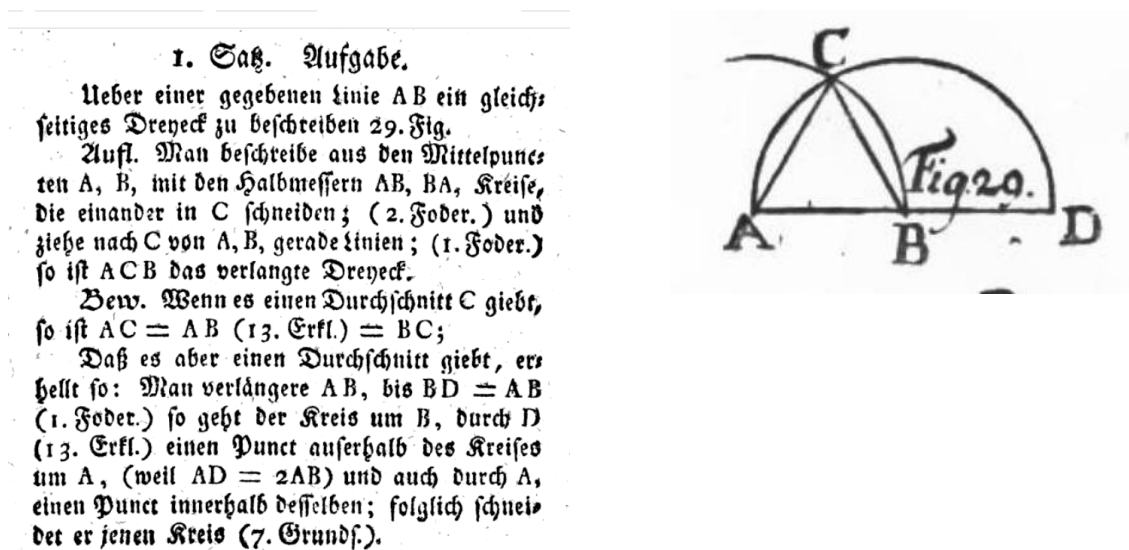 1. Satz. Aufgabe.
Ueber einer gegebenen Linie AB ein gleich-
seitiges Dreyeck zu beschreiben 29. Fig.
Aufl. Man beschreibe aus den Mittelpunc-
ten A, B, mit den Halbmessern AB, BA, Kreise,
die einander in C schneiden; (2. Foder.) und
ziehe nach C von A, B, gerade Linien; (1. Foder.)
so ist ACB das verlangte Dreyeck.
Bew. Wenn es einen Durchschnitt C giebt,
so ist AC = AB (13. Erkl.) = BC;
Daß es aber einen Durchschnitt giebt, er-
hellt so: Man verlängere AB, bis BD = AB
(1. Foder.) so geht der Kreis um B, durch D
(13. Erkl.) einen Punct auserhalb des Kreises
um A, (weil AD = 2AB) und auch durch A,
einen Punct innerhalb desselben; folglich schnei-
det er jenen Kreis (7. Grunds.).
C
Fig. 29.
A
B
D